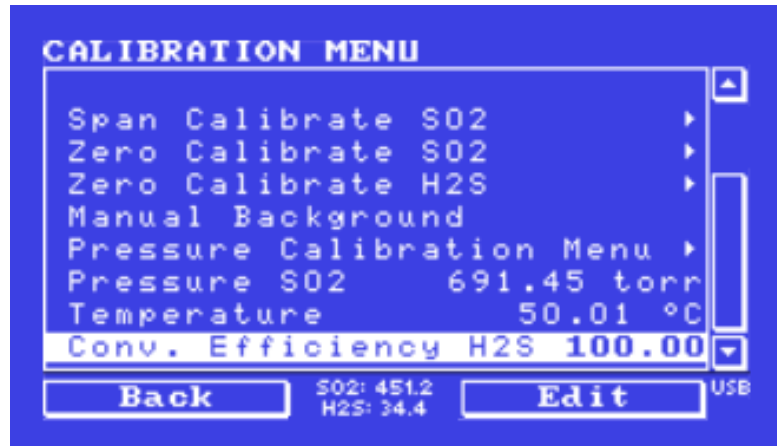 CALIBRATION MENU
Span Calibrate SO2
Zero Calibrate SO2
Zero Calibrate H2S
Manual Background
Pressure Calibration Menu
Pressure SO2 691.45 torr
Temperature 50.01 °C
Conv. Efficiency H2S 100.00
Back
SO2: 451.2
H2S: 34.4
Edit
USB